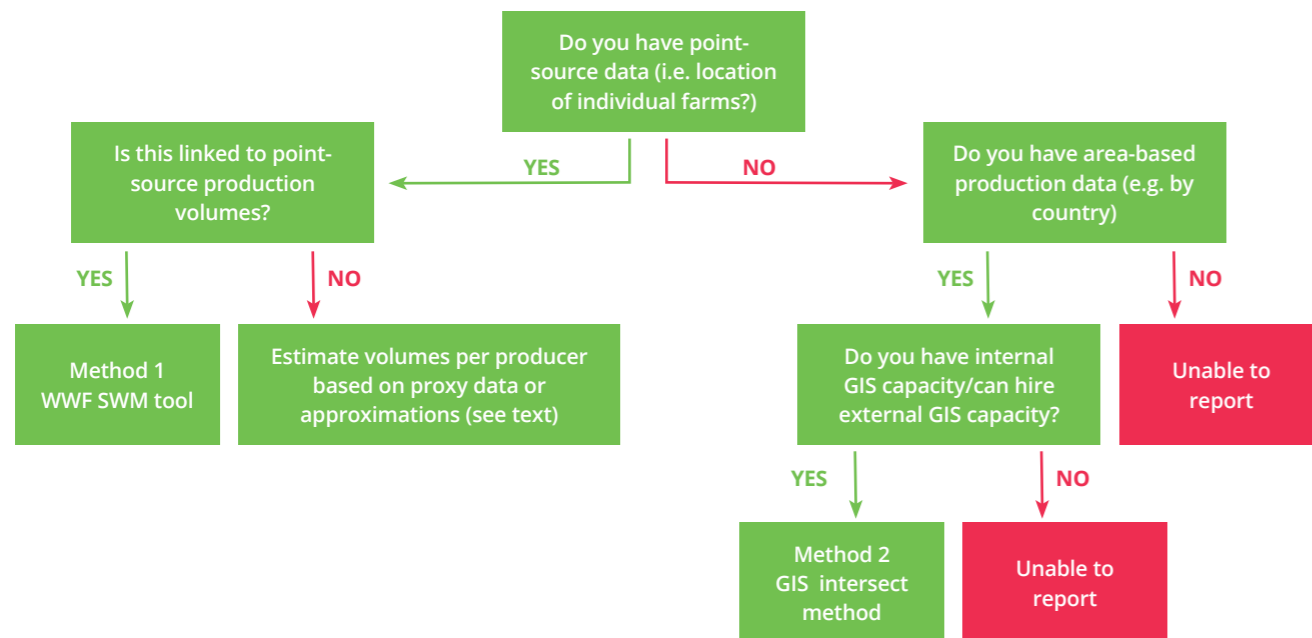 Do you have point-
source data (i.e. location
of individual farms?)
YES
NO
Is this linked to point-
source production
volumes?
Do you have area-based
production data (e.g. by
country)
YES
NO
YES
NO
Method 1
WWF SWM tool
Estimate volumes per producer
based on proxy data or
approximations (see text)
Do you have internal
GIS capacity/can hire
external GIS capacity?
Unable to
report
YES
NO
Method 2
GIS intersect
method
Unable to
report